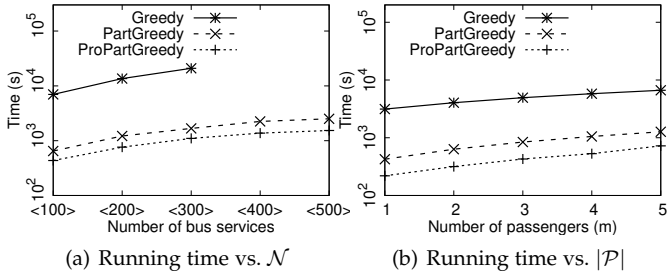 Greedy
PartGreedy
ProPartGreedy
10^5
10^4
10^3
10^2
Time (s)
<100> <200> <300> <400> <500>
Number of bus services
(a) Running time vs. 𝒩
Greedy
PartGreedy
ProPartGreedy
10^5
10^4
10^3
10^2
Time (s)
1 2 3 4 5
Number of passengers (m)
(b) Running time vs. |𝒫|